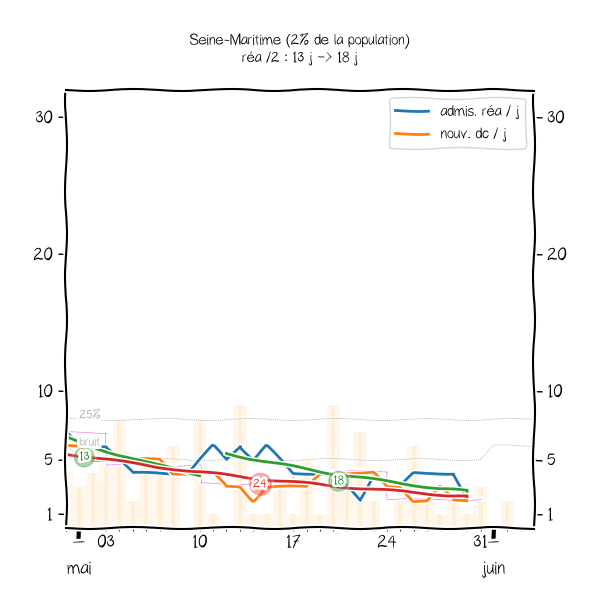 Seine-Maritime (2% de la population)
réa /2 : 13 j -> 18 j
admis. réa / j
nouv. dc / j
30
30
20
20
10
10
25%
bruit
13
24
18
5
5
1
1
03
10
17
24
31
mai
juin